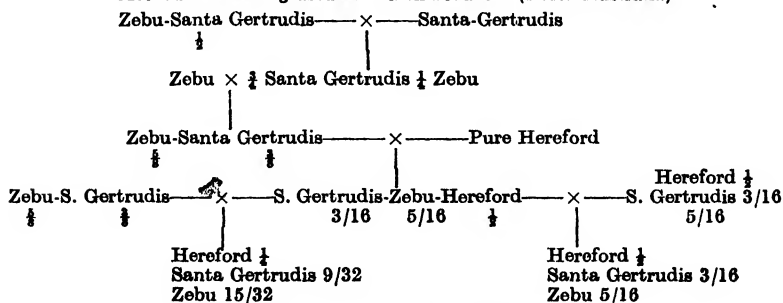 Zebu-Santa Gertrudis × Santa-Gertrudis
½
Zebu × ¾ Santa Gertrudis ¼ Zebu
Zebu-Santa Gertrudis × Pure Hereford
⅝ ⅜
Hereford ½
Zebu-S. Gertrudis × S. Gertrudis-Zebu-Hereford × S. Gertrudis 3/16
⅝ ⅜ 3/16 5/16 ½ 5/16
Hereford ¼ Hereford ½
Santa Gertrudis 9/32 Santa Gertrudis 3/16
Zebu 15/32 Zebu 5/16